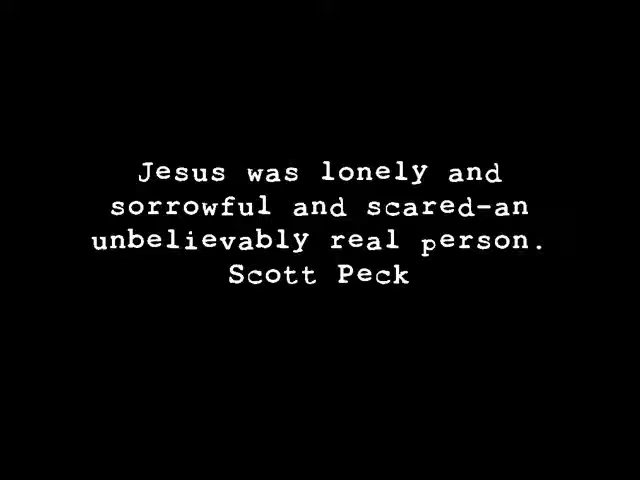 Jesus was lonely and
sorrowful and scared-an
unbelievably real person.
Scott Peck